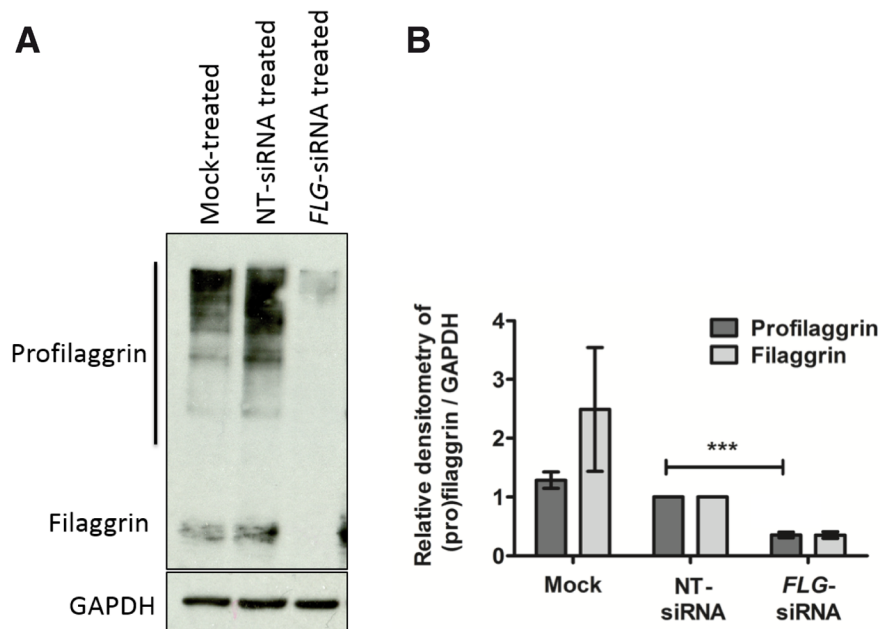 A
Mock-treated
NT-siRNA treated
FLG-siRNA treated
Profilaggrin
Filaggrin
GAPDH
B
Relative densitometry of
(pro)filaggrin / GAPDH
4
3
2
1
0
Profilaggrin
Filaggrin
***
Mock
NT-
siRNA
FLG-
siRNA